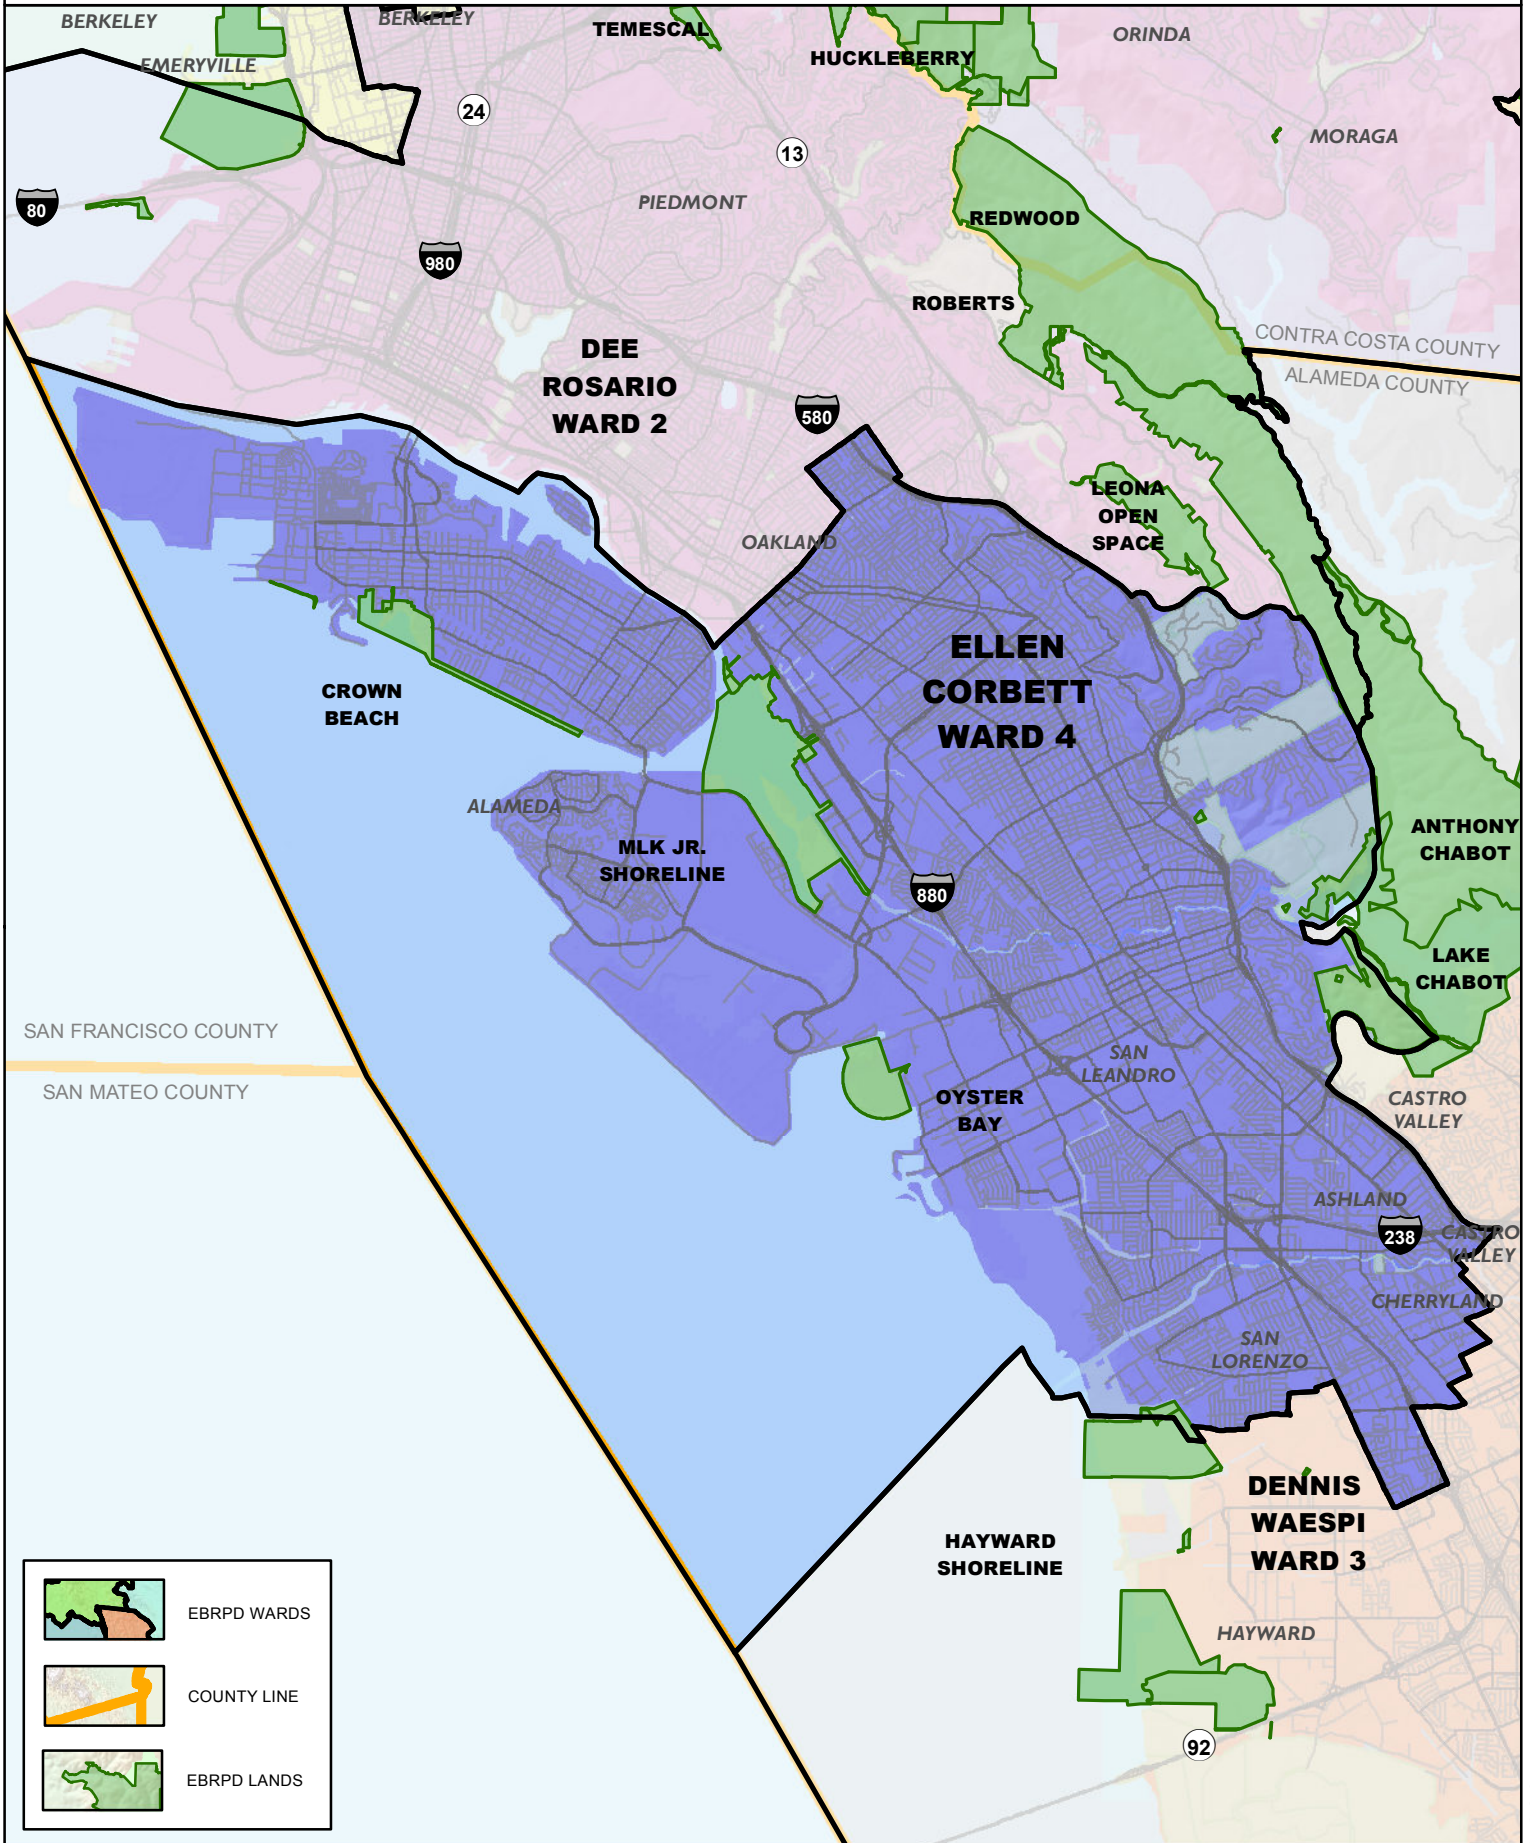 BERKELEY
BERKELEY
TEMESCAL
ORINDA
HUCKLEBERRY
EMERYVILLE
24
MORAGA
13
80
PIEDMONT
REDWOOD
980
ROBERTS
CONTRA COSTA COUNTY
ALAMEDA COUNTY
DEE
ROSARIO
WARD 2
580
LEONA
OPEN
SPACE
OAKLAND
ELLEN
CORBETT
WARD 4
CROWN
BEACH
ALAMEDA
MLK JR.
SHORELINE
880
ANTHONY
CHABOT
LAKE
CHABOT
SAN FRANCISCO COUNTY
SAN MATEO COUNTY
SAN
LEANDRO
OYSTER
BAY
CASTRO
VALLEY
ASHLAND
238
CASTRO
VALLEY
CHERRYLAND
SAN
LORENZO
DENNIS
WAESPI
WARD 3
HAYWARD
SHORELINE
HAYWARD
92
EBRPD WARDS
COUNTY LINE
EBRPD LANDS